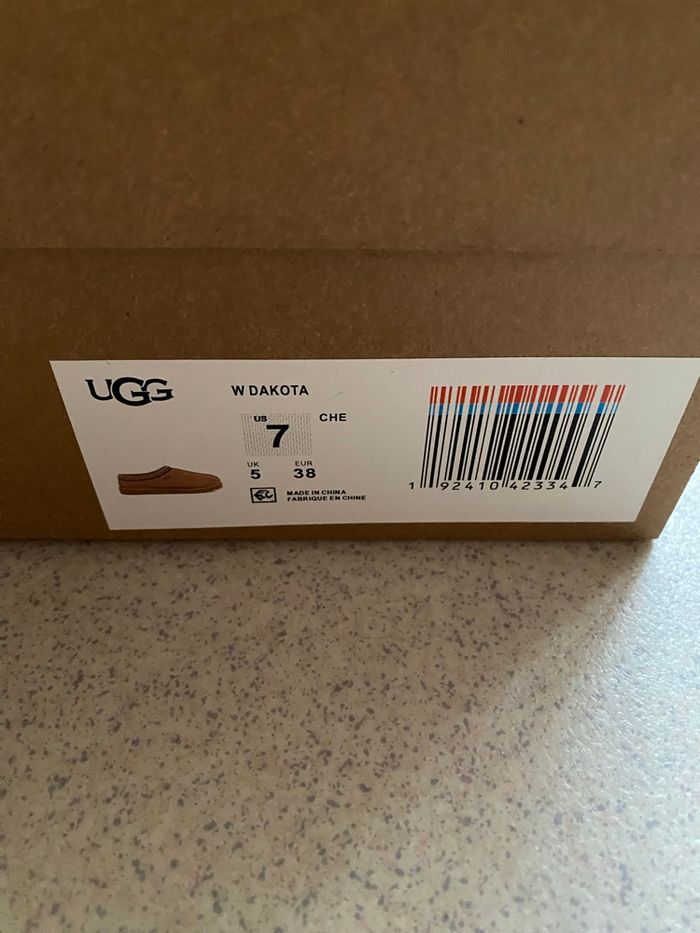 UGG
W DAKOTA
US
7
CHE
UK
5
EUR
38
MADE IN CHINA
FABRIQUE EN CHINE
1 92410 42334 7